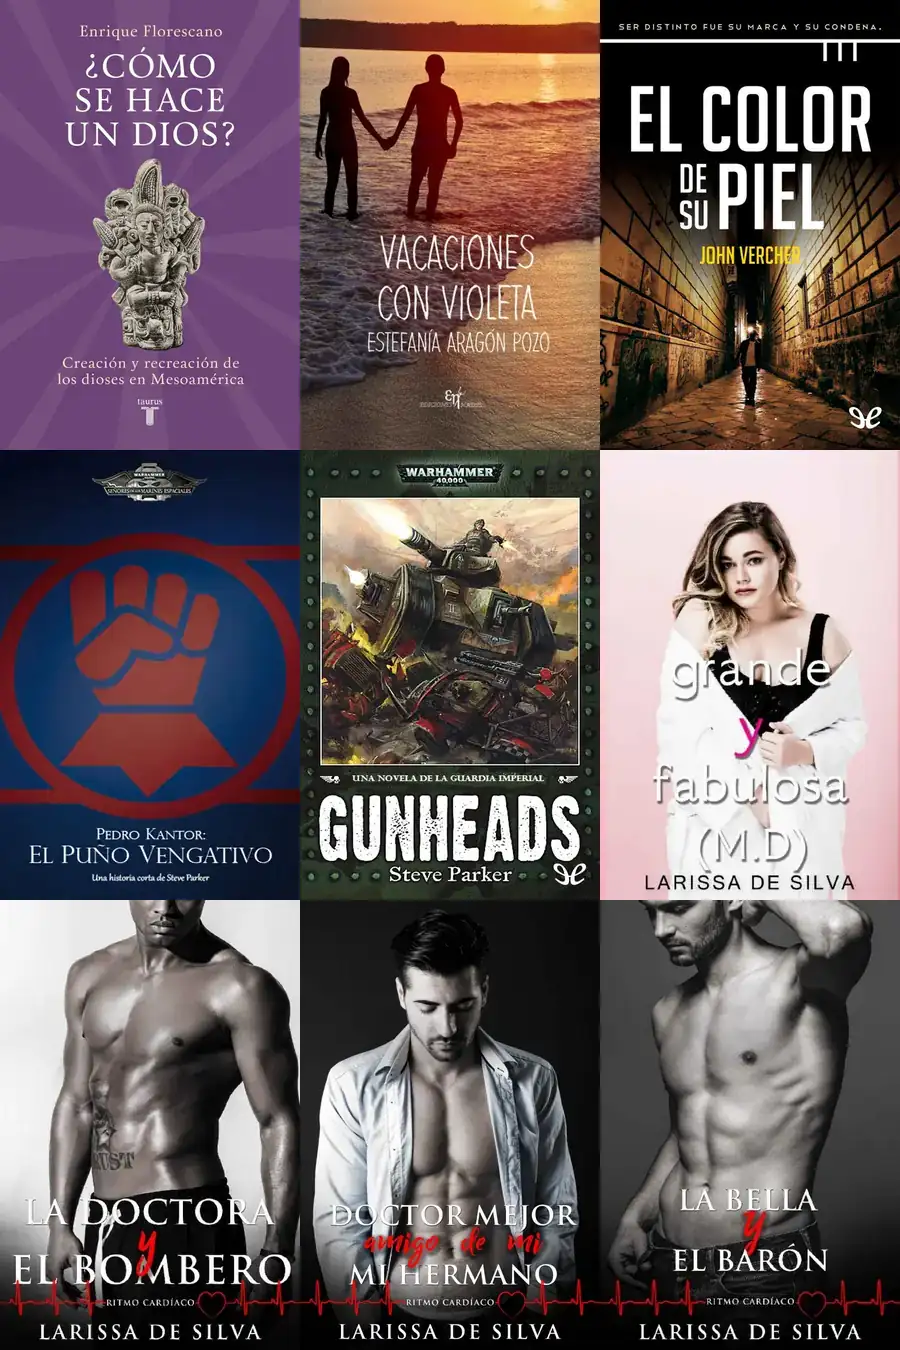 Enrique Florescano
¿CÓMO
SE HACE
UN DIOS?
Creación y recreación de
los dioses en Mesoamérica
taurus
VACACIONES
CON VIOLETA
ESTEFANÍA ARAGÓN POZO
SER DISTINTO FUE SU MARCA Y SU CONDENA.
EL COLOR
DE
SU PIEL
JOHN VERCHER
WARHAMMER
SEÑORES DE LOS MARINES ESPACIALES
PEDRO KANTOR:
EL PUÑO VENGATIVO
Una historia corta de Steve Parker
WARHAMMER
40,000
UNA NOVELA DE LA GUARDIA IMPERIAL
GUNHEADS
Steve Parker
grande
y
fabulosa
(M.D)
LARISSA DE SILVA
LA DOCTORA
y
EL BOMBERO
RITMO CARDÍACO
LARISSA DE SILVA
DOCTOR MEJOR
amigo de mi
MI HERMANO
RITMO CARDÍACO
LARISSA DE SILVA
LA BELLA
y
EL BARÓN
RITMO CARDÍACO
LARISSA DE SILVA